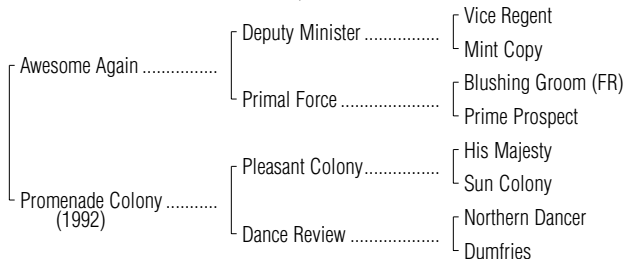 Vice Regent
Deputy Minister ................
Mint Copy
Awesome Again ................
Blushing Groom (FR)
Primal Force .....................
Prime Prospect
His Majesty
Pleasant Colony................
Sun Colony
Promenade Colony ...........
(1992)
Northern Dancer
Dance Review ...................
Dumfries